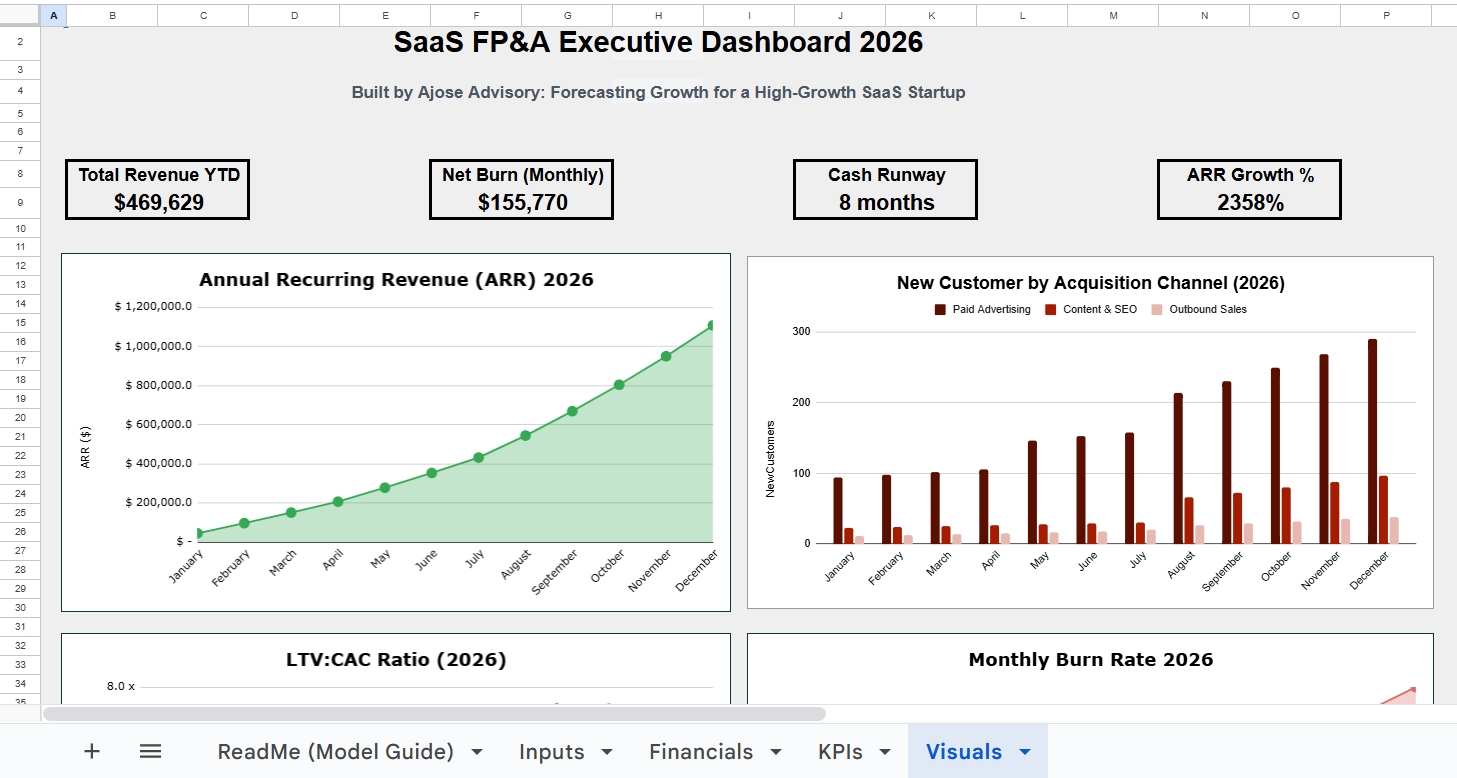 A B C D E F G H I J K L M N O P
2
SaaS FP&A Executive Dashboard 2026
3
4
Built by Ajose Advisory: Forecasting Growth for a High-Growth SaaS Startup
5
6
7
8
Total Revenue YTD Net Burn (Monthly) Cash Runway ARR Growth %
9
$469,629 $155,770 8 months 2358%
10
11
12
13
14
15
16
17
18
19
20
21
22
23
24
25
26
27
28
29
30
31
32
33
34
35
Annual Recurring Revenue (ARR) 2026
ARR ($)
$ 1,200,000.0
$ 1,000,000.0
$ 800,000.0
$ 600,000.0
$ 400,000.0
$ 200,000.0
$ -
January February March April May June July August September October November December
New Customer by Acquisition Channel (2026)
Paid Advertising Content & SEO Outbound Sales
NewCustomers
300
200
100
0
January February March April May June July August September October November December
LTV:CAC Ratio (2026)
8.0 x
Monthly Burn Rate 2026
ReadMe (Model Guide) Inputs Financials KPIs Visuals